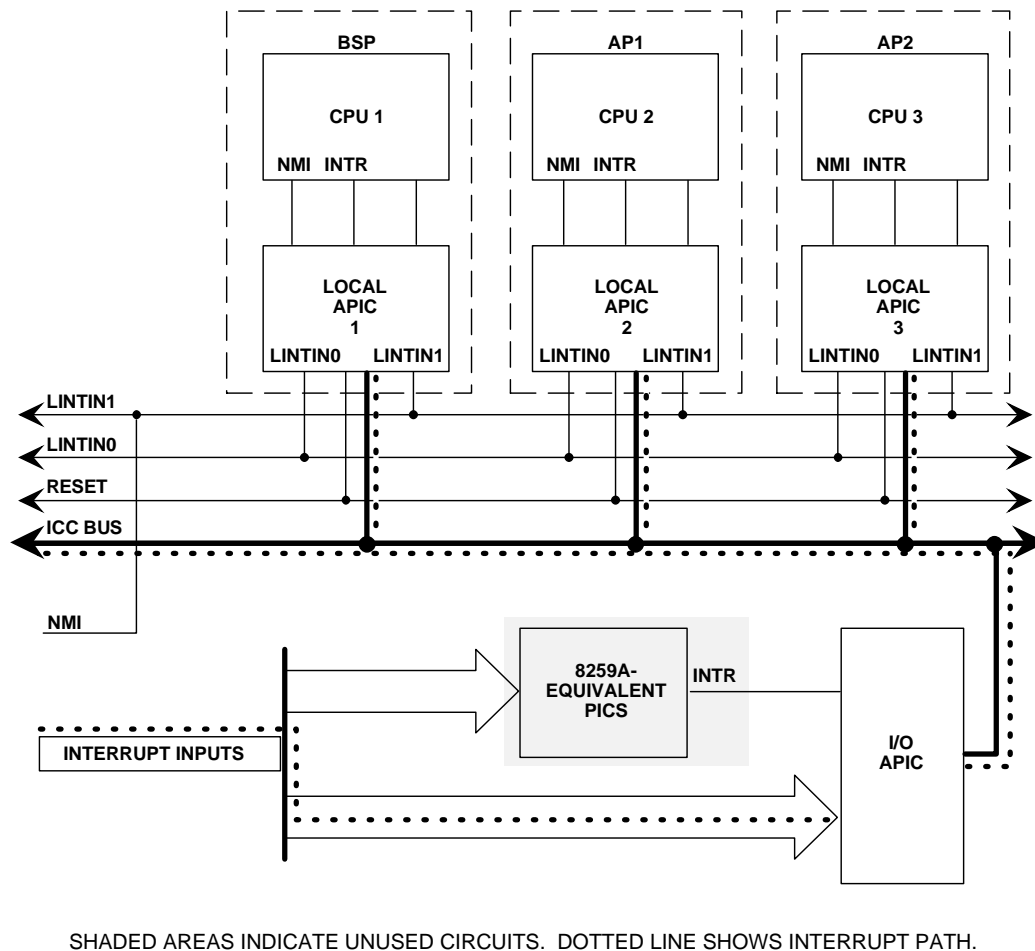 BSP
AP1
AP2
CPU 1
CPU 2
CPU 3
NMI INTR
NMI INTR
NMI INTR
LOCAL
APIC
1
LOCAL
APIC
2
LOCAL
APIC
3
LINTIN0 LINTIN1
LINTIN0 LINTIN1
LINTIN0 LINTIN1
LINTIN1
LINTIN0
RESET
ICC BUS
NMI
8259A-
EQUIVALENT
PICS
INTR
I/O
APIC
INTERRUPT INPUTS
SHADED AREAS INDICATE UNUSED CIRCUITS. DOTTED LINE SHOWS INTERRUPT PATH.